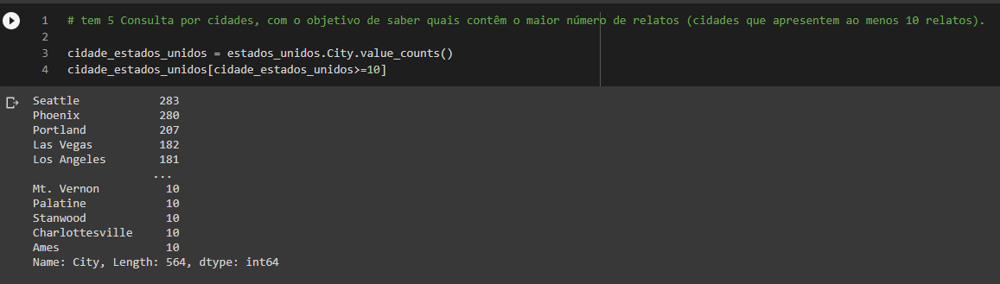 1 # tem 5 Consulta por cidades, com o objetivo de saber quais contêm o maior número de relatos (cidades que apresentem ao menos 10 relatos).
2
3 cidade_estados_unidos = estados_unidos.City.value_counts()
4 cidade_estados_unidos[cidade_estados_unidos>=10]
Seattle 283
Phoenix 280
Portland 207
Las Vegas 182
Los Angeles 181
...
Mt. Vernon 10
Palatine 10
Stanwood 10
Charlottesville 10
Ames 10
Name: City, Length: 564, dtype: int64